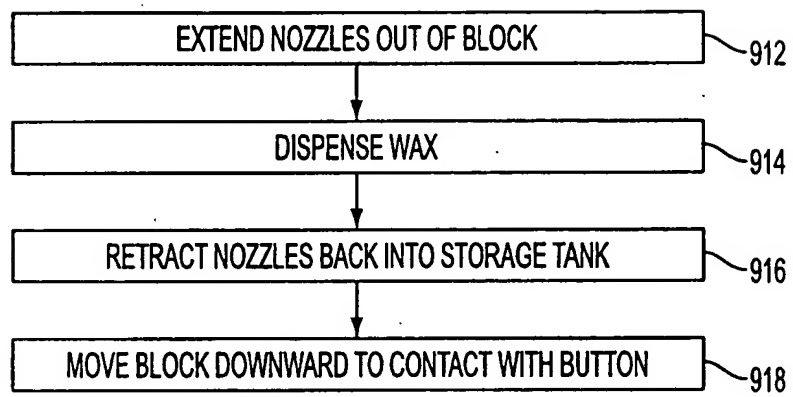 EXTEND NOZZLES OUT OF BLOCK
912
DISPENSE WAX
914
RETRACT NOZZLES BACK INTO STORAGE TANK
916
MOVE BLOCK DOWNWARD TO CONTACT WITH BUTTON
918